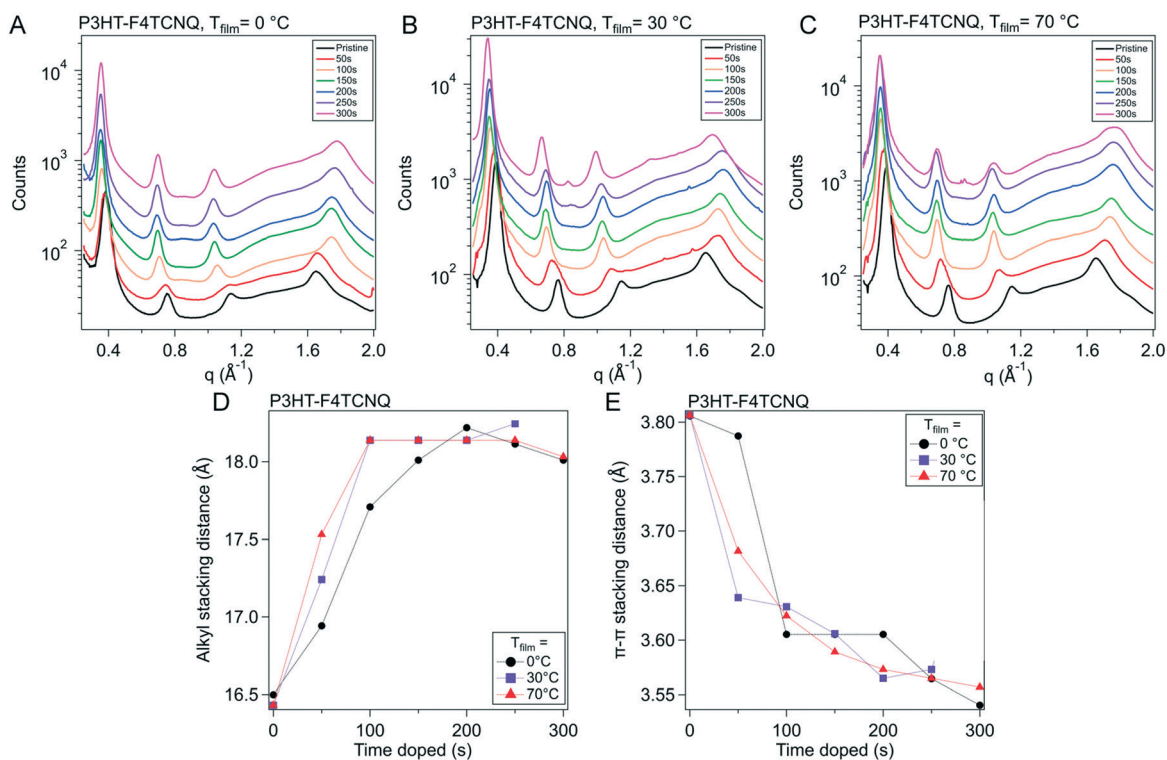 A
P3HT-F4TCNQ, Tfilm= 0 °C
Pristine
50s
100s
150s
200s
250s
300s
10⁴
10³
10²
Counts
0.4 0.8 1.2 1.6 2.0
q (Å⁻¹)
B
P3HT-F4TCNQ, Tfilm= 30 °C
Pristine
50s
100s
150s
200s
250s
300s
10⁴
10³
10²
Counts
0.4 0.8 1.2 1.6 2.0
q (Å⁻¹)
C
P3HT-F4TCNQ, Tfilm = 70 °C
Pristine
50s
100s
150s
200s
250s
300s
10⁴
10³
10²
Counts
0.4 0.8 1.2 1.6 2.0
q (Å⁻¹)
D
P3HT-F4TCNQ
Alkyl stacking distance (Å)
18.0
17.5
17.0
16.5
Tfilm =
0°C
30°C
70°C
0 100 200 300
Time doped (s)
E
P3HT-F4TCNQ
π-π stacking distance (Å)
3.80
3.75
3.70
3.65
3.60
3.55
Tfilm =
0 °C
30 °C
70 °C
0 100 200 300
Time doped (s)